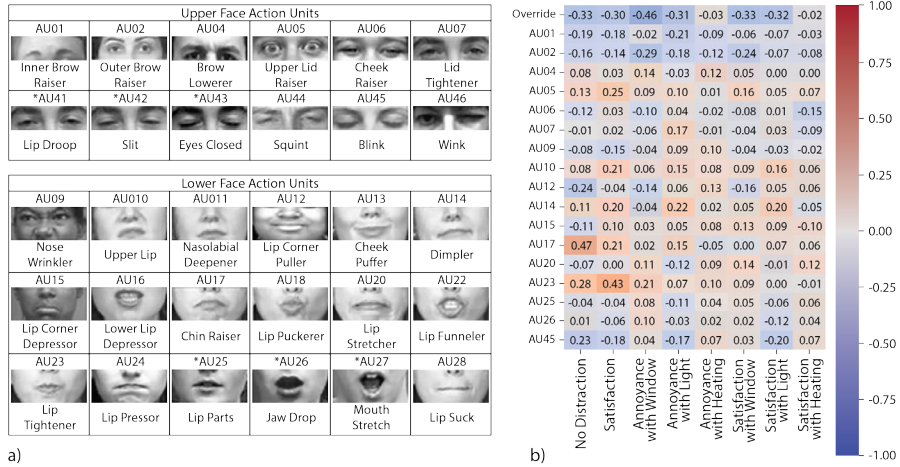 Upper Face Action Units
AU01 AU02 AU04 AU05 AU06 AU07
Inner Brow Raiser Outer Brow Raiser Brow Lowerer Upper Lid Raiser Cheek Raiser Lid Tightener
*AU41 *AU42 *AU43 AU44 AU45 AU46
Lip Droop Slit Eyes Closed Squint Blink Wink
Lower Face Action Units
AU09 AU010 AU011 AU12 AU13 AU14
Nose Wrinkler Upper Lip Nasolabial Deepener Lip Corner Puller Cheek Puffer Dimpler
AU15 AU16 *AU17 AU18 AU20 AU22
Lip Corner Depressor Lower Lip Depressor Chin Raiser Lip Puckerer Lip Stretcher Lip Funneler
AU23 AU24 *AU25 *AU26 *AU27 AU28
Lip Tightener Lip Pressor Lips Parts Jaw Drop Mouth Stretch Lip Suck
a)
Override -0.33 -0.30 -0.46 -0.31 -0.03 -0.33 -0.32 -0.02
AU01 -0.19 -0.18 -0.02 -0.21 -0.09 -0.06 -0.07 -0.03
AU02 -0.16 -0.14 -0.29 -0.18 -0.12 -0.24 -0.07 -0.08
AU04 0.08 0.03 0.14 -0.03 0.12 0.05 0.00 0.00
AU05 0.13 0.25 0.09 0.10 0.01 0.16 0.05 0.07
AU06 -0.12 0.03 -0.10 0.04 -0.02 -0.08 0.06 -0.15
AU07 -0.01 0.02 -0.06 0.17 -0.01 -0.04 0.03 -0.09
AU09 -0.08 -0.15 -0.04 0.09 0.10 -0.04 -0.03 -0.02
AU10 0.08 0.21 0.06 0.15 0.08 0.09 0.16 0.06
AU12 -0.24 -0.04 -0.14 0.06 0.13 -0.16 0.05 0.06
AU14 0.11 0.20 -0.04 0.22 0.07 0.02 0.20 -0.05
AU15 -0.11 0.10 0.03 0.05 0.08 0.13 0.09 -0.10
AU17 0.47 0.21 0.02 0.15 -0.05 0.00 0.07 0.06
AU20 -0.07 0.00 0.11 -0.12 0.09 0.14 -0.01 0.12
AU23 0.28 0.43 0.21 0.07 0.10 0.09 0.00 -0.01
AU25 -0.04 -0.04 0.08 -0.11 0.04 0.05 -0.06 0.06
AU26 0.01 -0.06 0.10 -0.03 0.02 0.02 -0.12 0.04
AU45 0.23 -0.18 0.04 -0.17 0.07 0.03 -0.20 0.07
No Distraction
Satisfaction
Annoyance with Window
Annoyance with Light
Annoyance with Heating
Satisfaction with Window
Satisfaction with Light
Satisfaction with Heating
1.00
0.75
0.50
0.25
0.00
-0.25
-0.50
-0.75
-1.00
b)